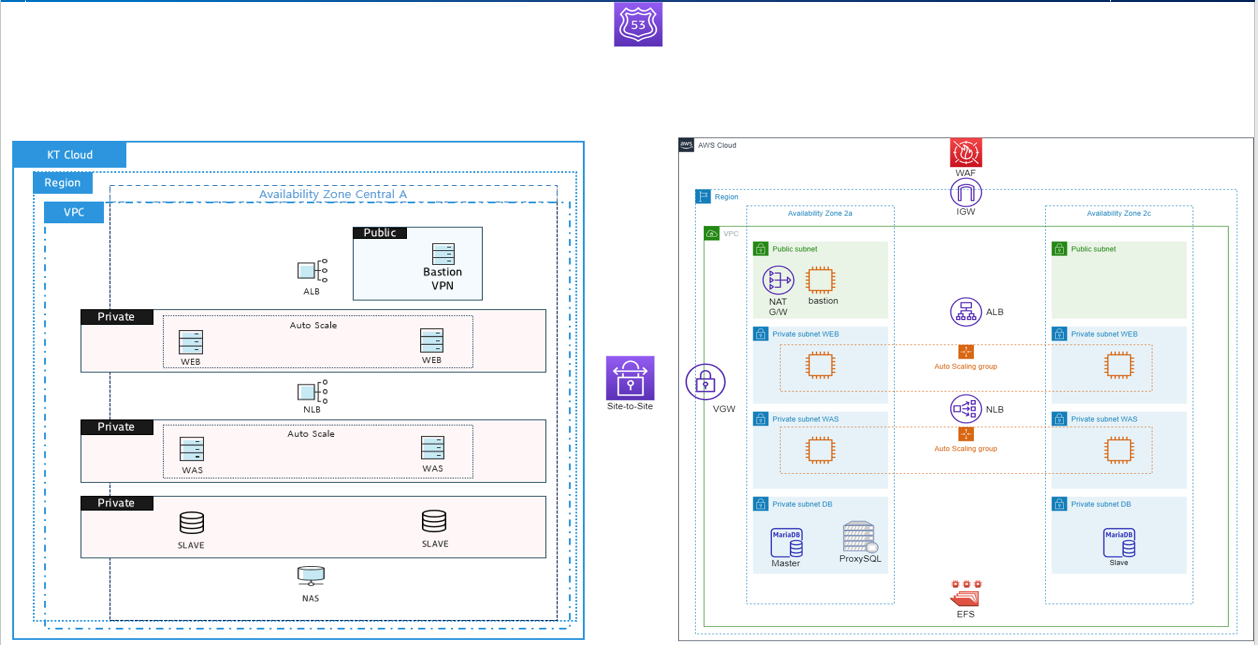 53
KT Cloud
Region
Availability Zone Central A
VPC
Public
Bastion
VPN
ALB
Private
Auto Scale
WEB
WEB
NLB
Private
Auto Scale
WAS
WAS
Private
SLAVE
SLAVE
NAS
Site-to-Site
aws
AWS Cloud
WAF
IGW
Region
Availability Zone 2a
Availability Zone 2c
VPC
Public subnet
Public subnet
NAT
G/W
bastion
ALB
Private subnet WEB
Private subnet WEB
Auto Scaling group
VGW
NLB
Private subnet WAS
Private subnet WAS
Auto Scaling group
Private subnet DB
Private subnet DB
MariaDB
Master
ProxySQL
MariaDB
Slave
EFS